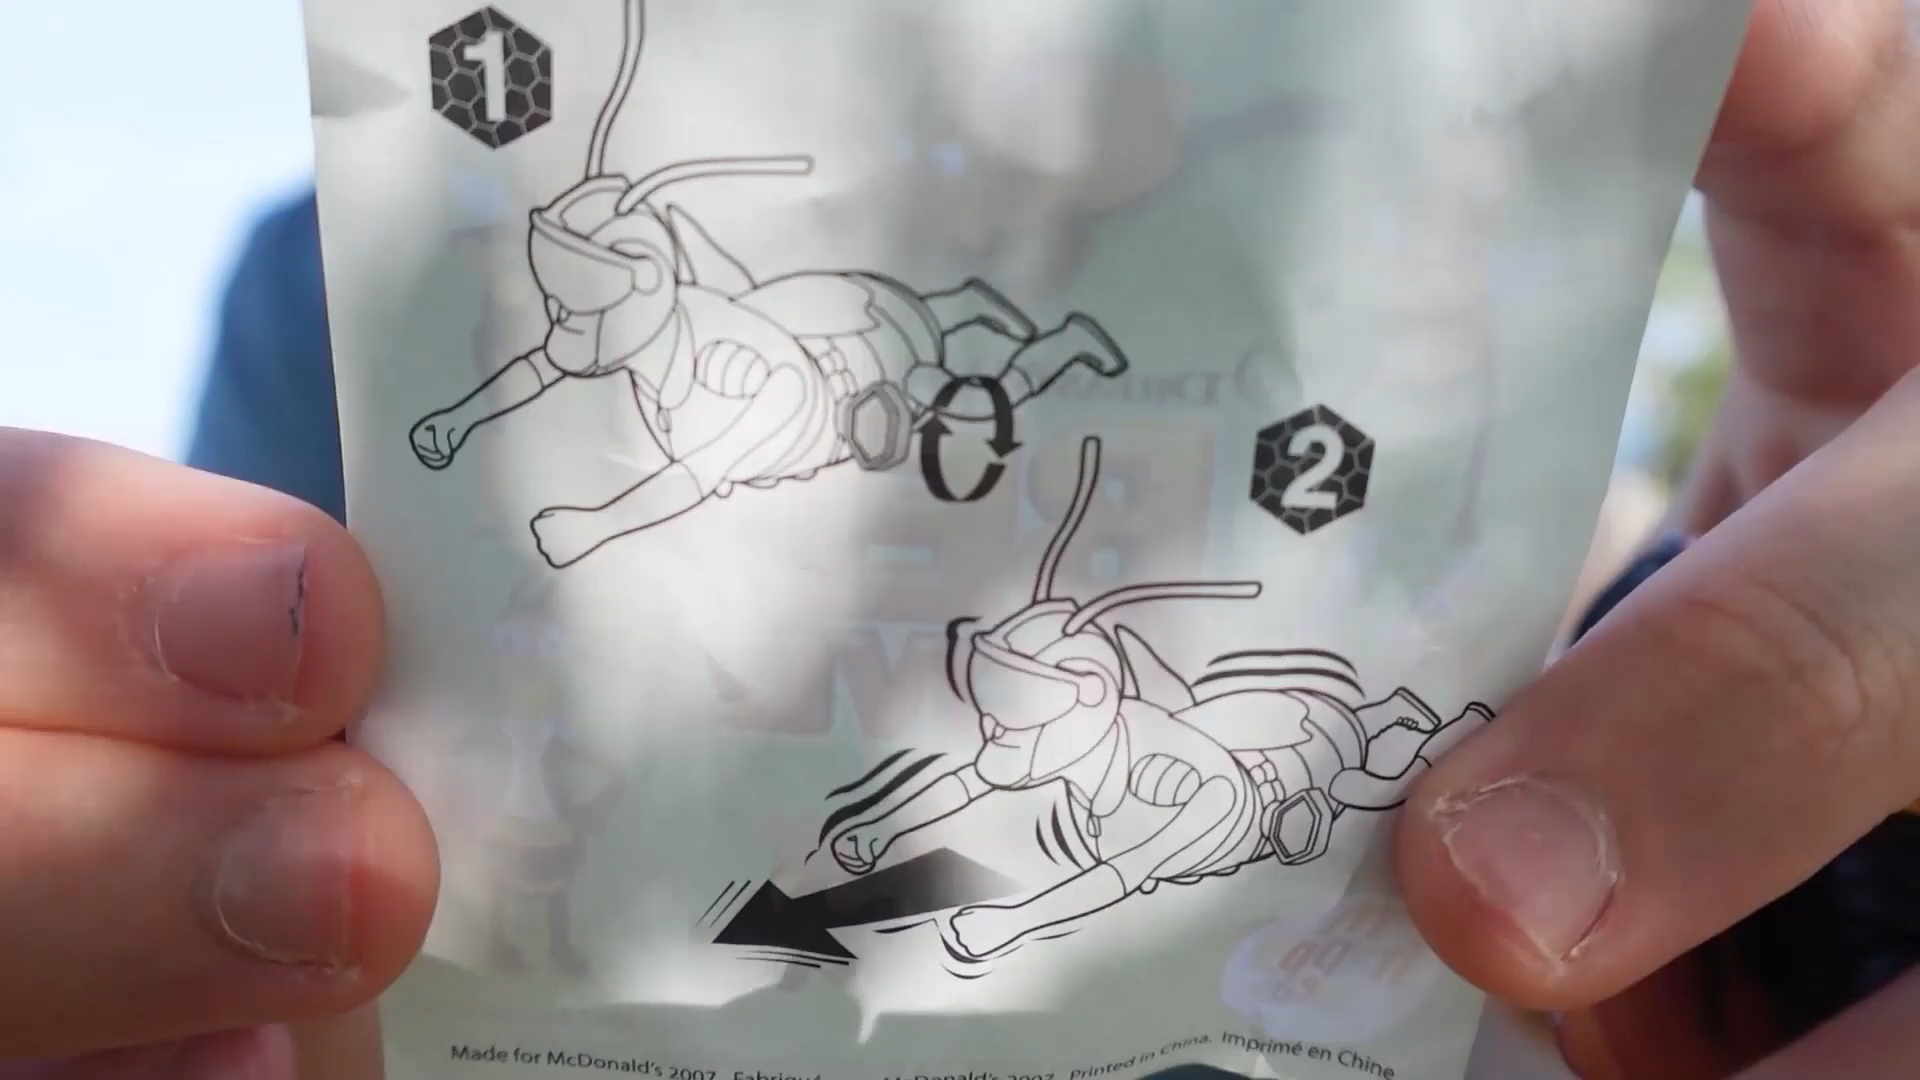 1
2
Made for McDonald's 2007. Fabriqué McDonald's 2007. Printed in China. Imprimé en Chine